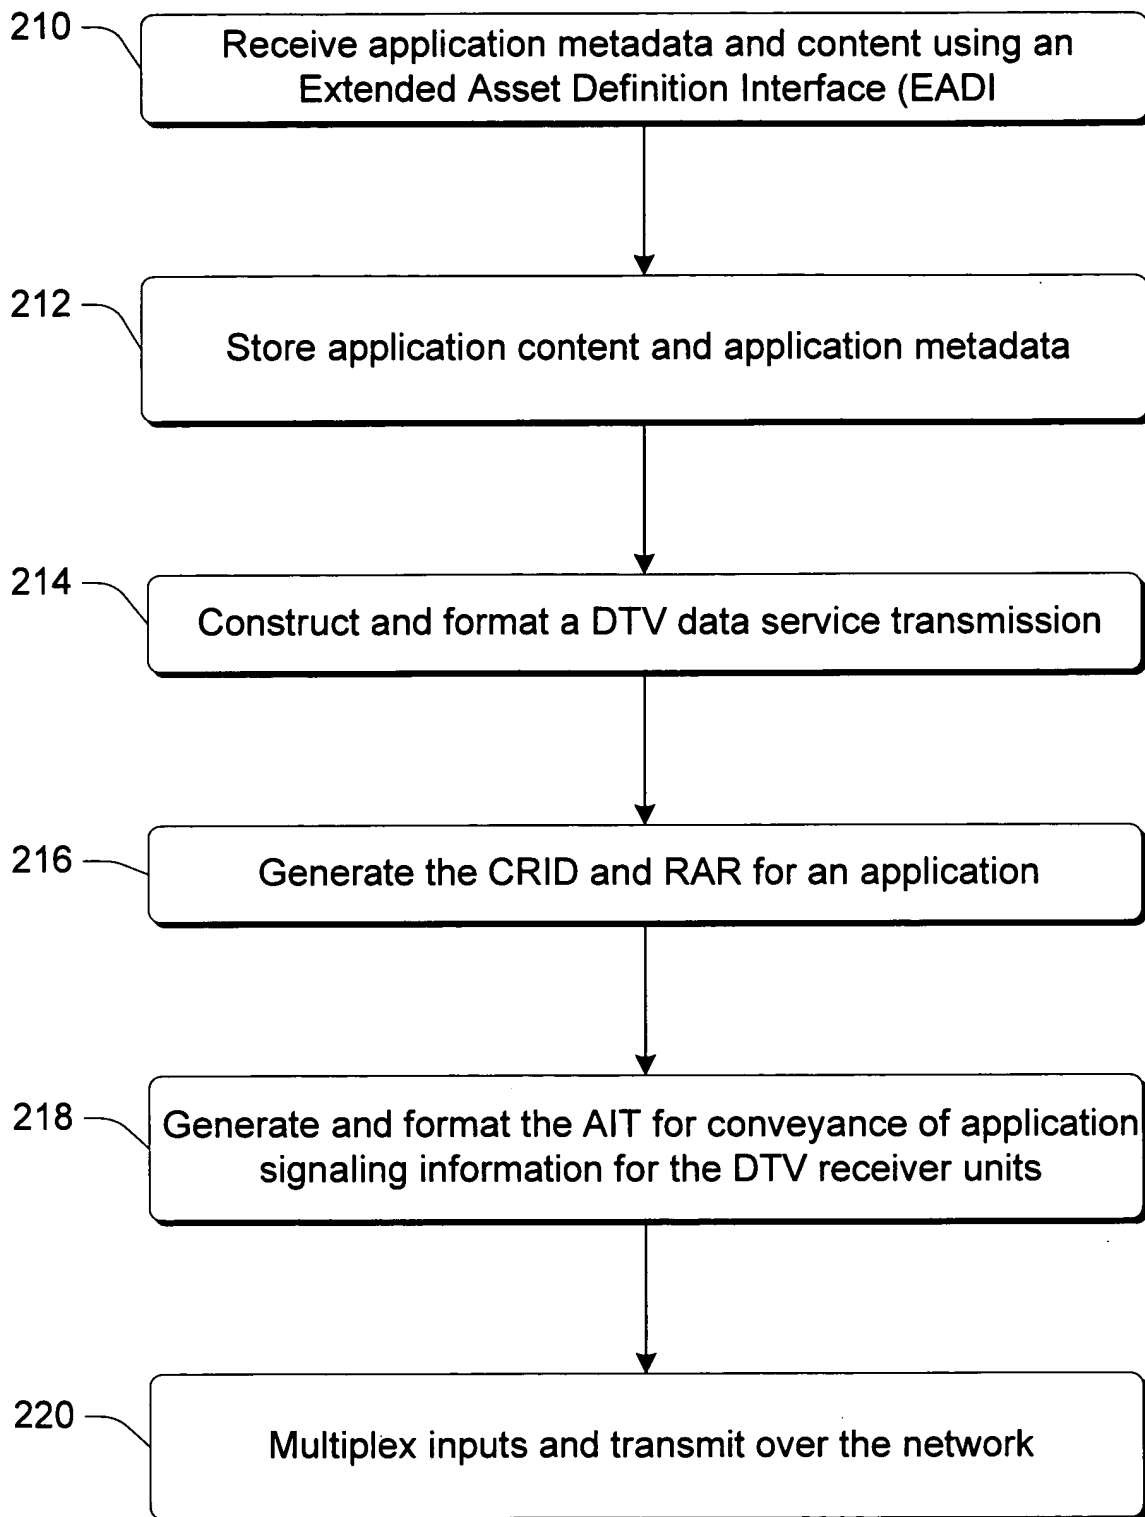 210
Receive application metadata and content using an
Extended Asset Definition Interface (EADI
212
Store application content and application metadata
214
Construct and format a DTV data service transmission
216
Generate the CRID and RAR for an application
218
Generate and format the AIT for conveyance of application
signaling information for the DTV receiver units
220
Multiplex inputs and transmit over the network